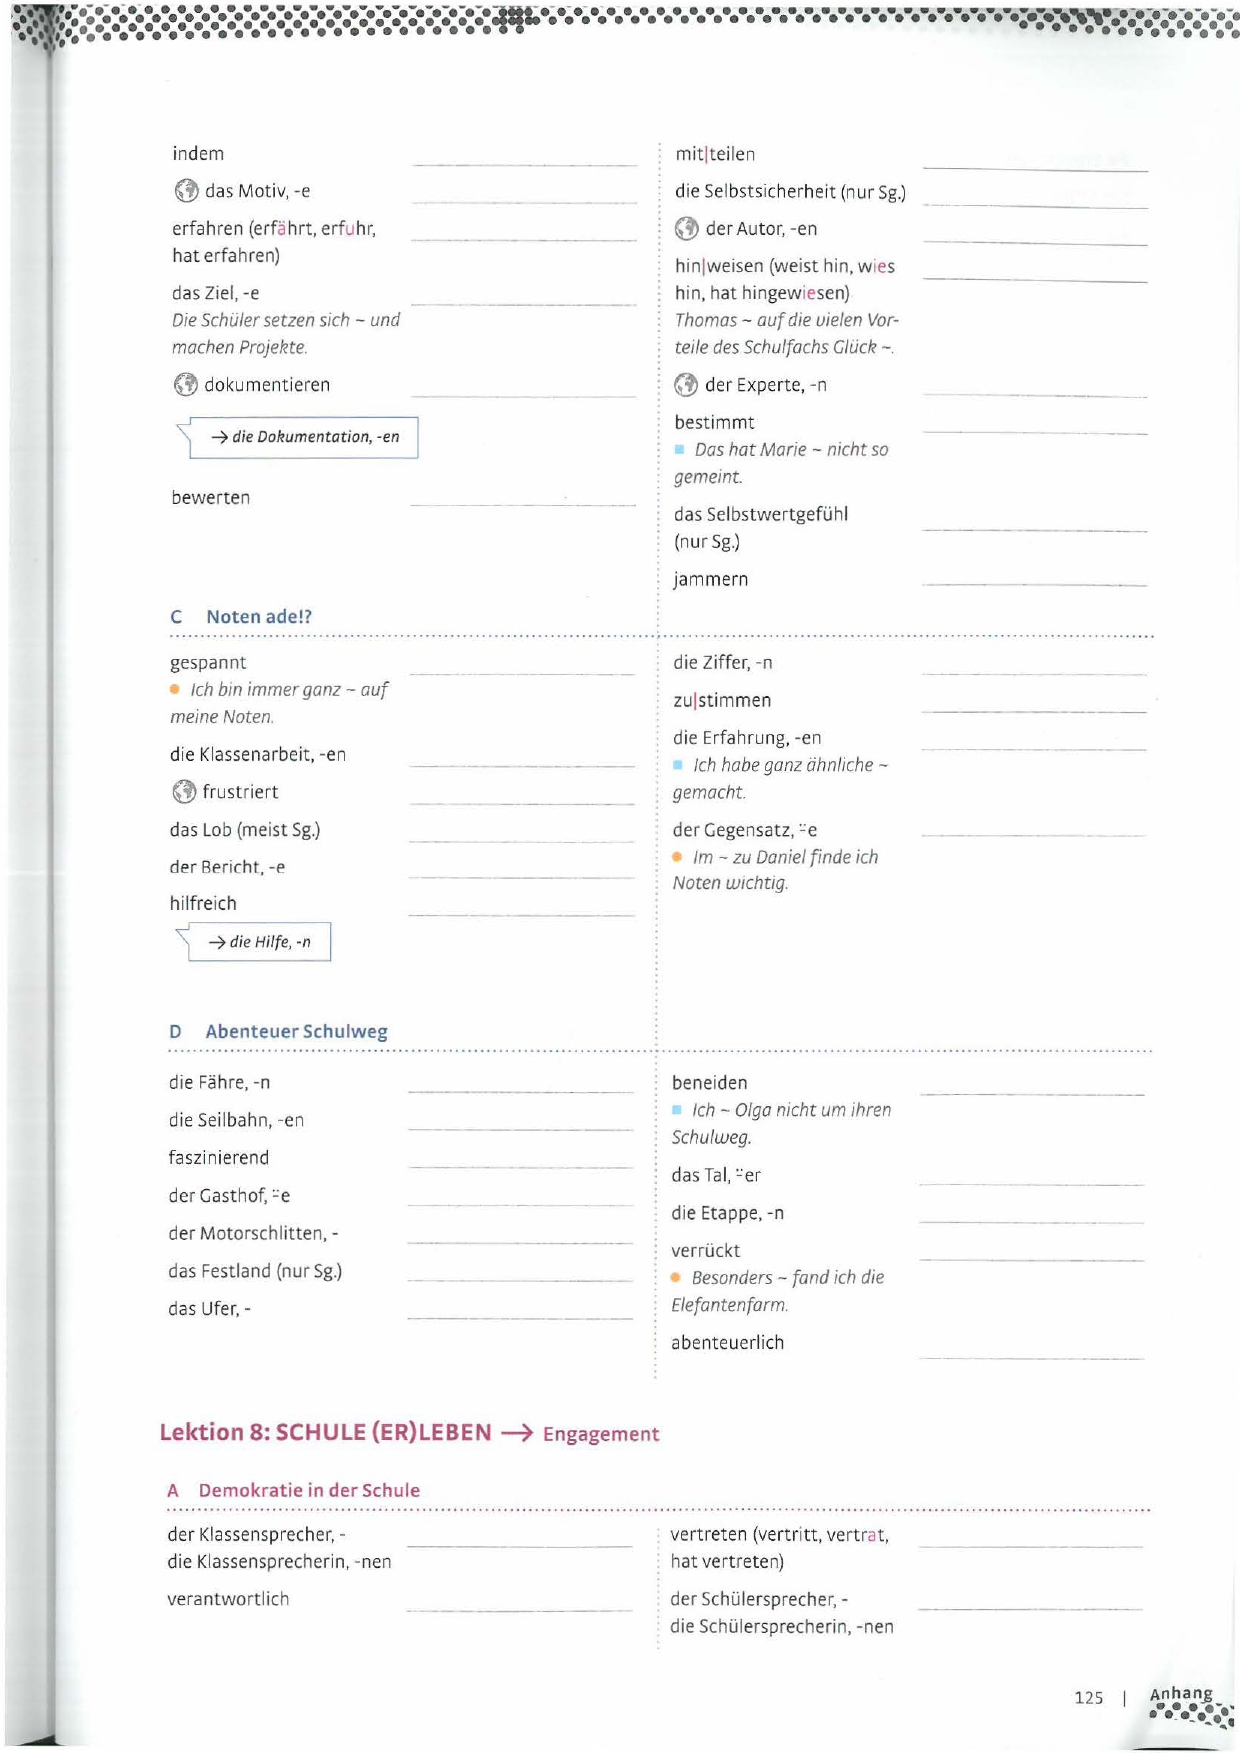 indem
das Motiv, -e
erfahren (erfährt, erfuhr,
hat erfahren)
das Ziel, -e
Die Schüler setzen sich ~ und
machen Projekte.
dokumentieren
→ die Dokumentation, -en
bewerten
mit|teilen
die Selbstsicherheit (nur Sg.)
der Autor, -en
hin|weisen (weist hin, wies
hin, hat hingewiesen)
Thomas ~ auf die vielen Vor-
teile des Schulfachs Glück ~.
der Experte, -n
bestimmt
Das hat Marie ~ nicht so
gemeint.
das Selbstwertgefühl
(nur Sg.)
jammern
C Noten ade!?
gespannt
Ich bin immer ganz ~ auf
meine Noten.
die Klassenarbeit, -en
frustriert
das Lob (meist Sg.)
der Bericht, -e
hilfreich
→ die Hilfe, -n
die Ziffer, -n
zu|stimmen
die Erfahrung, -en
Ich habe ganz ähnliche ~
gemacht.
der Gegensatz, ¨-e
Im ~ zu Daniel finde ich
Noten wichtig.
D Abenteuer Schulweg
die Fähre, -n
die Seilbahn, -en
faszinierend
der Gasthof, ¨-e
der Motorschlitten, -
das Festland (nur Sg.)
das Ufer, -
beneiden
Ich ~ Olga nicht um ihren
Schulweg.
das Tal, ¨-er
die Etappe, -n
verrückt
Besonders ~ fand ich die
Elefantenfarm.
abenteuerlich
Lektion 8: SCHULE (ER)LEBEN → Engagement
A Demokratie in der Schule
der Klassensprecher, -
die Klassensprecherin, -nen
verantwortlich
vertreten (vertritt, vertrat,
hat vertreten)
der Schülersprecher, -
die Schülersprecherin, -nen
125 | Anhang